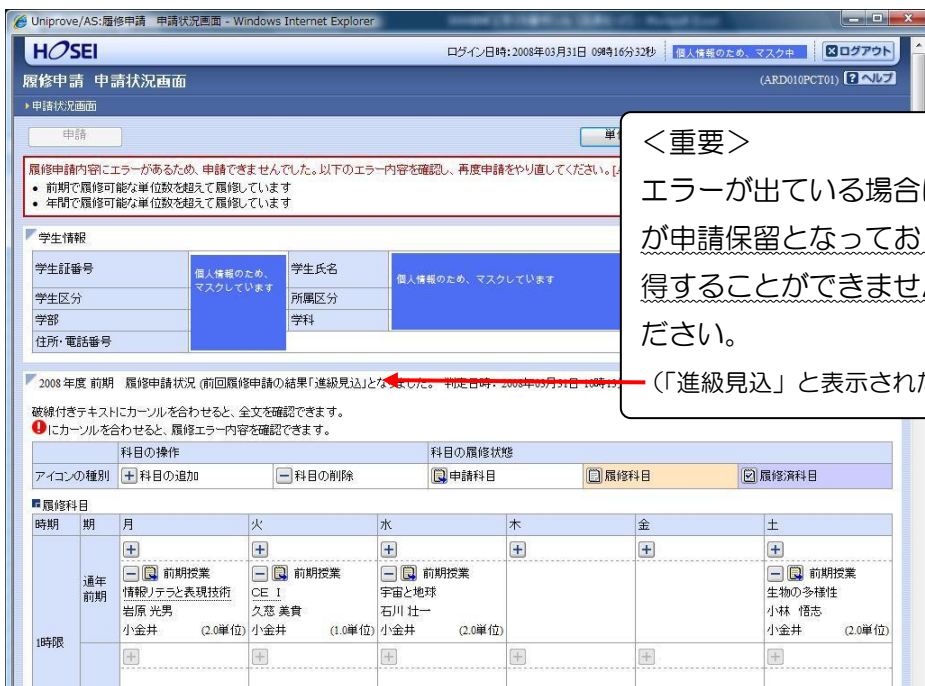 Uniprove/AS:履修申請 申請状況画面 - Windows Internet Explorer
HOSEI
ログイン日時:2008年03月31日 09時16分32秒
個人情報のため、マスク中
ログアウト
履修申請 申請状況画面
(ARD010PCT01)
ヘルプ
申請状況画面
申請
履修申請内容にエラーがあるため、申請できませんでした。以下のエラー内容を確認し、再度申請をやり直してください。
● 前期で履修可能な単位数を超えて履修しています
● 年間で履修可能な単位数を超えて履修しています
<重要>
エラーが出ている場合
が申請保留となってお
得することができませ
ださい。
(「進級見込」と表示され
学生情報
学生証番号
個人情報のため、
マスクしています
学生氏名
個人情報のため、マスクしています
学生区分
所属区分
学部
学科
住所・電話番号
2008 年度 前期 履修申請状況 (前回履修申請の結果「進級見込」となりました。 判定日時:2008年03月31日
破線付きテキストにカーソルを合わせると、全文を確認できます。
にカーソルを合わせると、履修エラー内容を確認できます。
科目の操作 科目の履修状態
アイコンの種別 +科目の追加 -科目の削除 申請科目 履修科目 履修済科目
履修科目
時期 期 月 火 水 木 金 土
+ + + + + +
通年
前期
1時限
- 前期授業 - 前期授業 - 前期授業 - 前期授業
情報リテラと表現技術 CE I 宇宙と地球 生物の多様性
岩原 光男 久慈 美貴 石川 壮一 小林 悟志
小金井 (2.0単位) 小金井 (1.0単位) 小金井 (2.0単位) 小金井 (2.0単位)
+ + + + + +